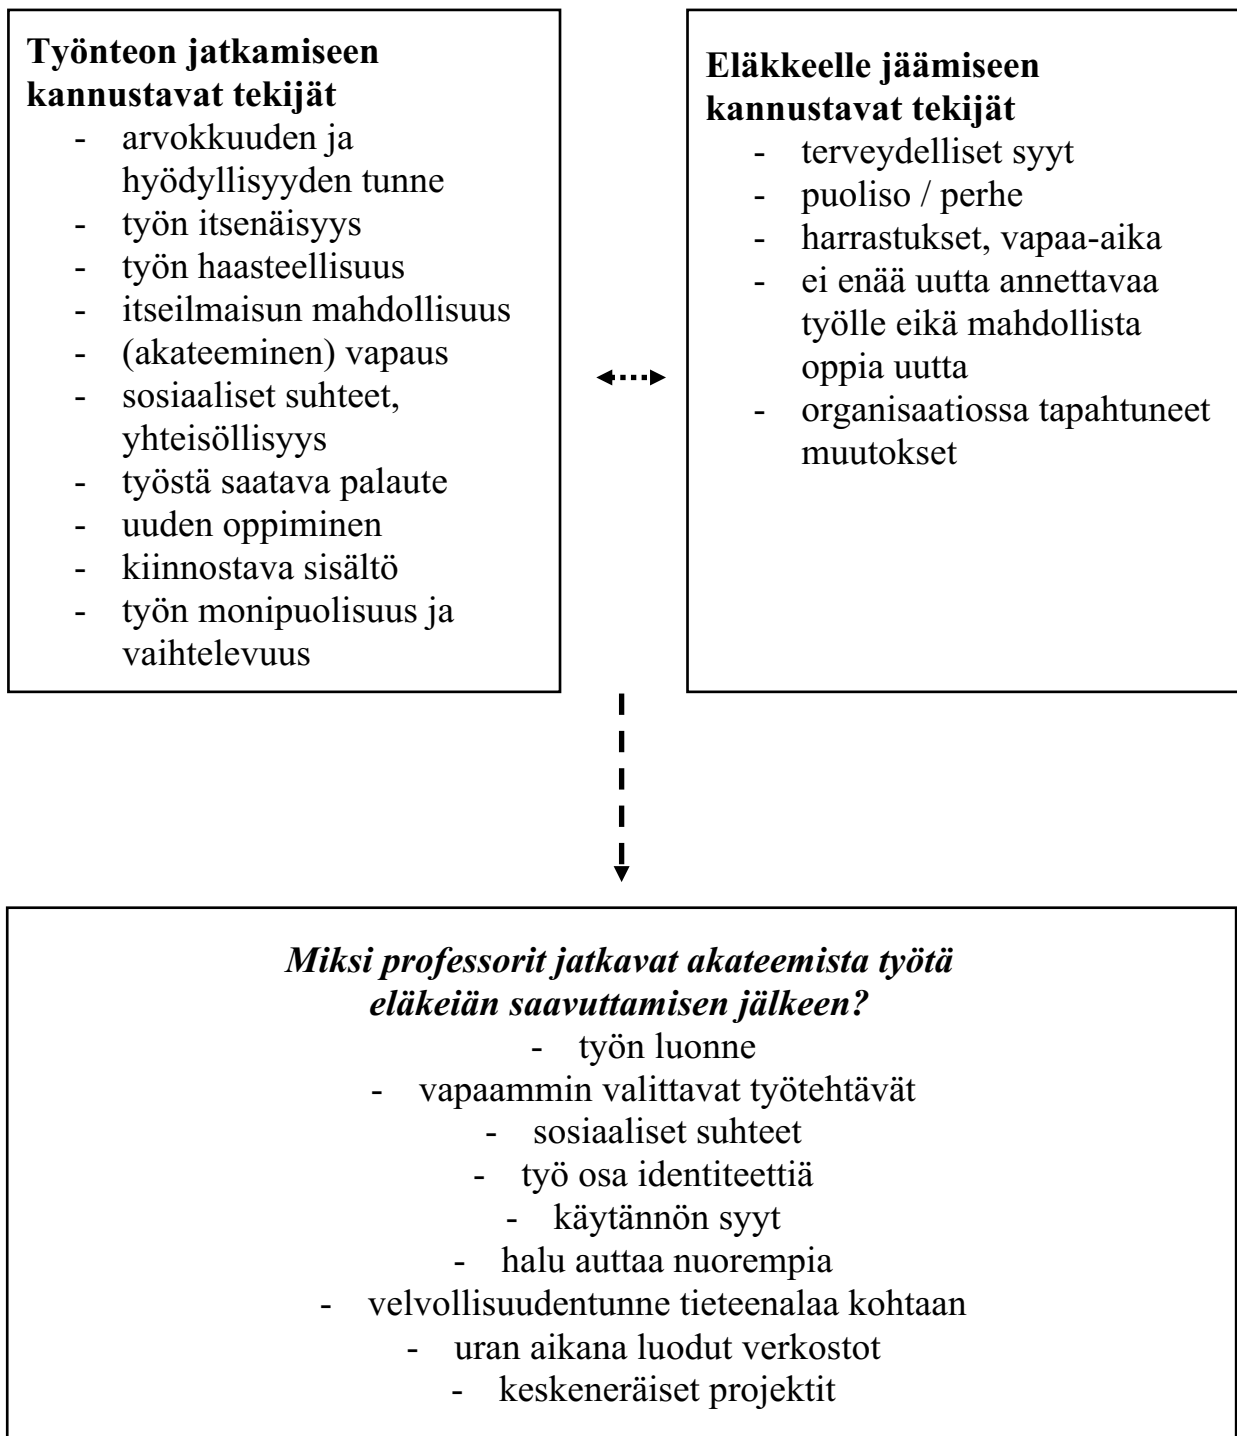 Työnteon jatkamiseen
kannustavat tekijät
- arvokkuuden ja
hyödyllisyyden tunne
- työn itsenäisyys
- työn haasteellisuus
- itseilmaisun mahdollisuus
- (akateeminen) vapaus
- sosiaaliset suhteet,
yhteisöllisyys
- työstä saatava palaute
- uuden oppiminen
- kiinnostava sisältö
- työn monipuolisuus ja
vaihtelevuus
Eläkkeelle jäämiseen
kannustavat tekijät
- terveydelliset syyt
- puoliso / perhe
- harrastukset, vapaa-aika
- ei enää uutta annettavaa
työlle eikä mahdollista
oppia uutta
- organisaatiossa tapahtuneet
muutokset
Miksi professorit jatkavat akateemista työtä
eläkeiän saavuttamisen jälkeen?
- työn luonne
- vapaammin valittavat työtehtävät
- sosiaaliset suhteet
- työ osa identiteettiä
- käytännön syyt
- halu auttaa nuorempia
- velvollisuudentunne tieteenalaa kohtaan
- uran aikana luodut verkostot
- keskeneräiset projektit